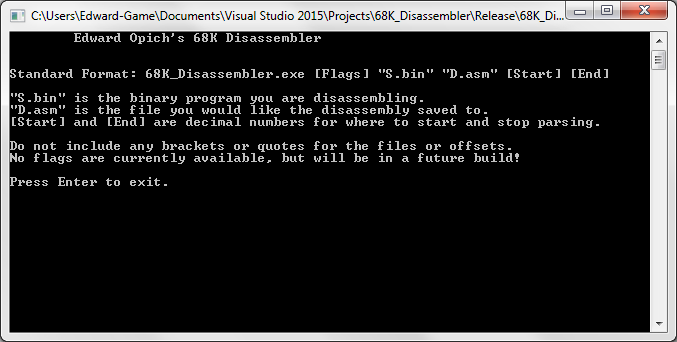 C:\Users\Edward-Game\Documents\Visual Studio 2015\Projects\68K_Disassembler\Release\68K_Di...
Edward Opich's 68K Disassembler
Standard Format: 68K_Disassembler.exe [Flags] "S.bin" "D.asm" [Start] [End]
"S.bin" is the binary program you are disassembling.
"D.asm" is the file you would like the disassembly saved to.
[Start] and [End] are decimal numbers for where to start and stop parsing.
Do not include any brackets or quotes for the files or offsets.
No flags are currently available, but will be in a future build!
Press Enter to exit.